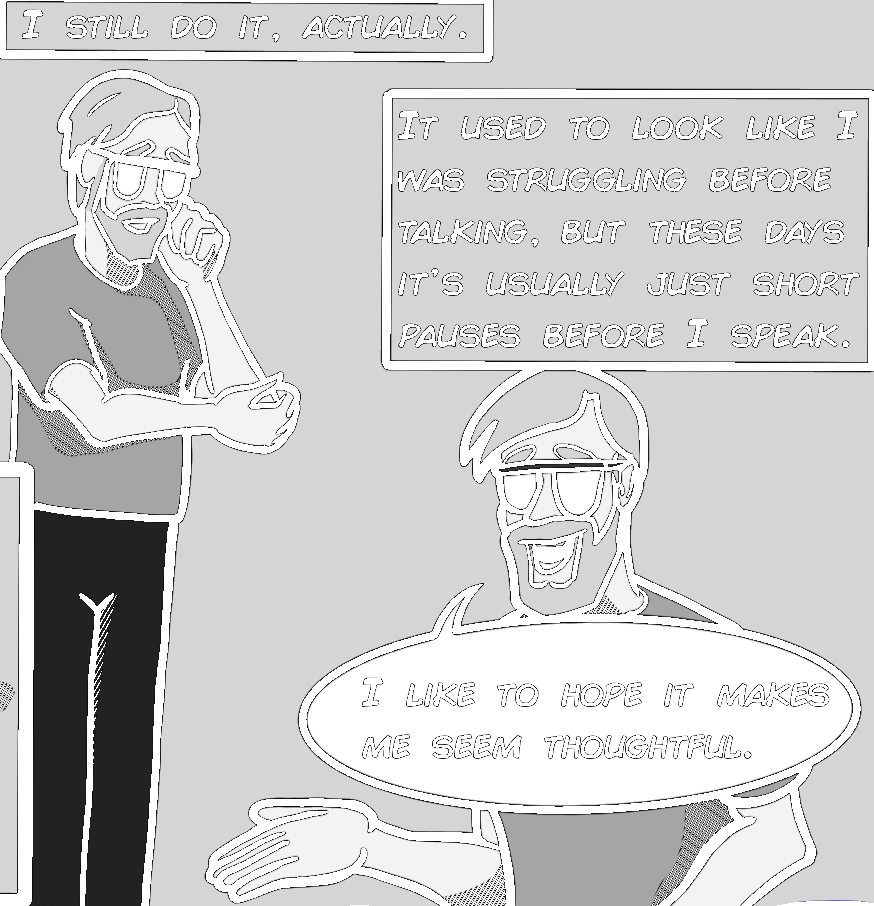 I STILL DO IT, ACTUALLY.
IT USED TO LOOK LIKE I
WAS STRUGGLING BEFORE
TALKING, BUT THESE DAYS
IT'S USUALLY JUST SHORT
PAUSES BEFORE I SPEAK.
I LIKE TO HOPE IT MAKES
ME SEEM THOUGHTFUL.